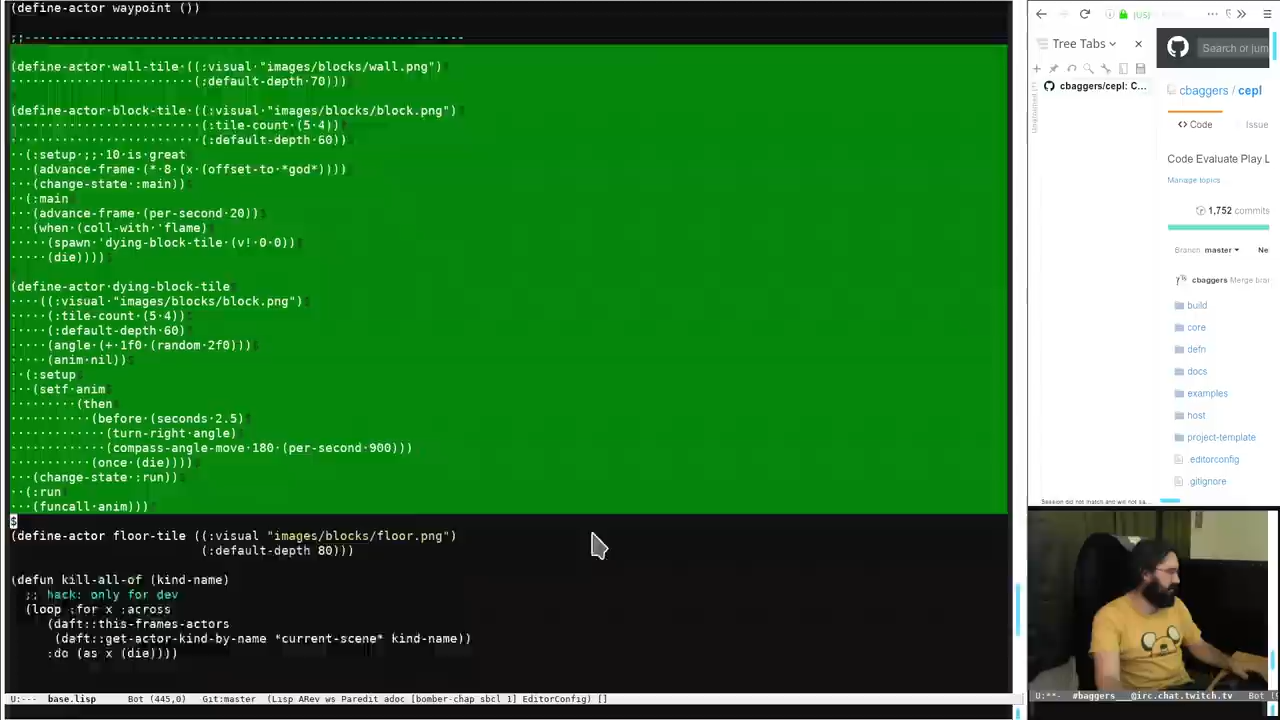 (define-actor waypoint ())
;;------------------------------------------------------------
(define-actor·wall-tile·((:visual·"images/blocks/wall.png")
(:default-depth·70)))
(define-actor·block-tile·((:visual·"images/blocks/block.png")
(:tile-count·(5·4))
(:default-depth·60))
(:setup·;;·10·is·great
(advance-frame·(*·8·(x·(offset-to·*god*))))
(change-state·:main))
(:main
(advance-frame·(per-second·20))
(when·(coll-with·'flame)
(spawn·'dying-block-tile·(v!·0·0))
(die))))
(define-actor·dying-block-tile
((:visual·"images/blocks/block.png")
(:tile-count·(5·4))
(:default-depth·60)
(angle·(+·1f0·(random·2f0)))
(anim·nil))
(:setup
(setf·anim
(then
(before·(seconds·2.5)
(turn-right·angle)
(compass-angle-move·180·(per-second·900)))
(once·(die))))
(change-state·:run))
(:run
(funcall·anim)))
$
(define-actor floor-tile ((:visual "images/blocks/floor.png")
(:default-depth 80)))
(defun kill-all-of (kind-name)
;; hack: only for dev
(loop :for x :across
(daft::this-frames-actors
(daft::get-actor-kind-by-name *current-scene* kind-name))
:do (as x (die))))
U:--- base.lisp Bot (445,0) Git:master (Lisp ARev ws Paredit adoc [bomber-chap sbcl 1] EditorConfig) []
(US)
Tree Tabs
cbaggers/cepl: C...
Search or jum
cbaggers / cepl
Code Issue
Code Evaluate Play L
Manage topics
1,752 commits
Branch: master Ne
cbaggers Merge bran
build
core
defn
docs
examples
host
project-template
.editorconfig
.gitignore
Session did not match and will not sa...
U:**- #baggers___@irc.chat.twitch.tv Bot